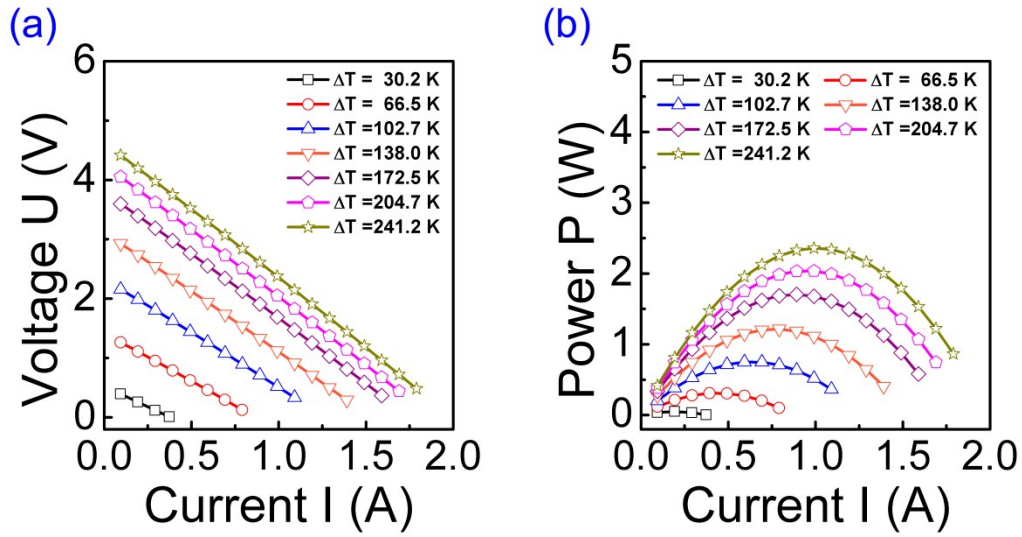 (a)
Voltage U (V)
6
4
2
0
ΔT = 30.2 K
ΔT = 66.5 K
ΔT =102.7 K
ΔT =138.0 K
ΔT =172.5 K
ΔT =204.7 K
ΔT =241.2 K
0.0 0.5 1.0 1.5 2.0
Current I (A)
(b)
Power P (W)
5
4
3
2
1
0
ΔT = 30.2 K ΔT = 66.5 K
ΔT =102.7 K ΔT =138.0 K
ΔT =172.5 K ΔT =204.7 K
ΔT =241.2 K
0.0 0.5 1.0 1.5 2.0
Current I (A)